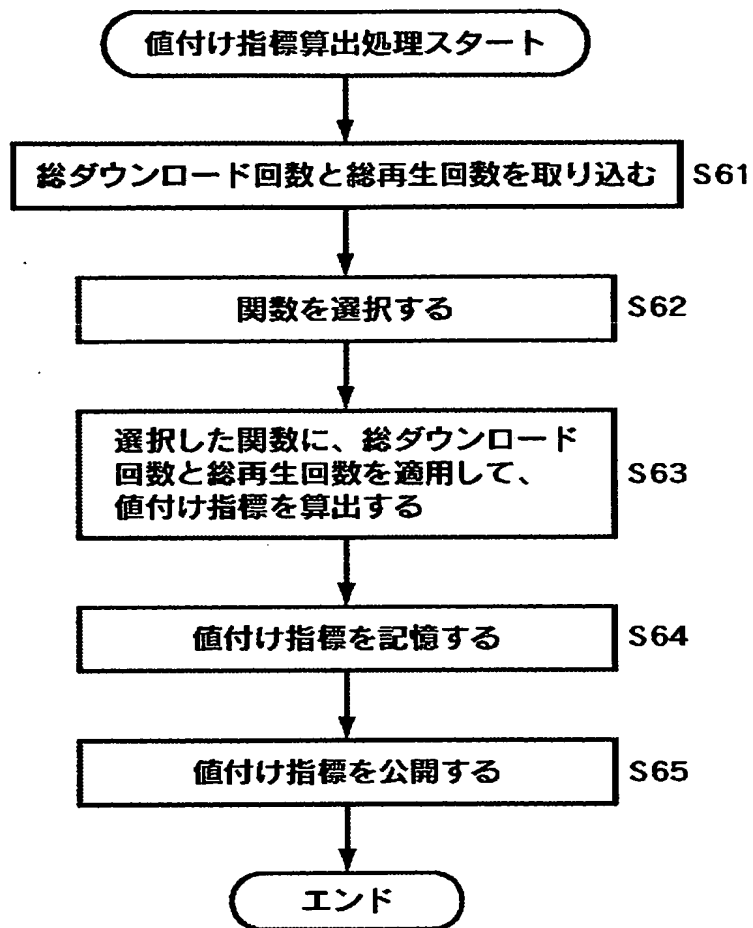 値付け指標算出処理スタート
総ダウンロード回数と総再生回数を取り込む S61
関数を選択する S62
選択した関数に、総ダウンロード
回数と総再生回数を適用して、 S63
値付け指標を算出する
値付け指標を記憶する S64
値付け指標を公開する S65
エンド